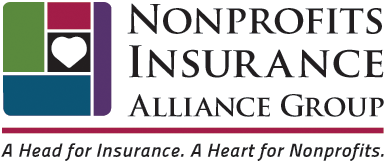 NONPROFITS
INSURANCE
ALLIANCE GROUP
A Head for Insurance. A Heart for Nonprofits.